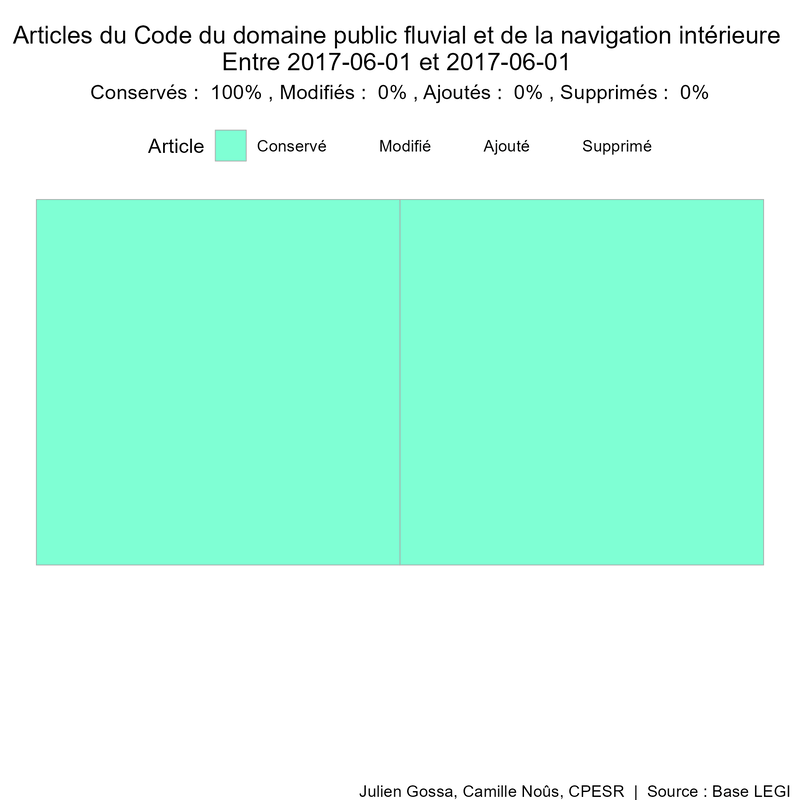 Articles du Code du domaine public fluvial et de la navigation intérieure
Entre 2017-06-01 et 2017-06-01
Conservés : 100% , Modifiés : 0% , Ajoutés : 0% , Supprimés : 0%
Article Conservé Modifié Ajouté Supprimé
Julien Gossa, Camille Noûs, CPESR | Source : Base LEGI